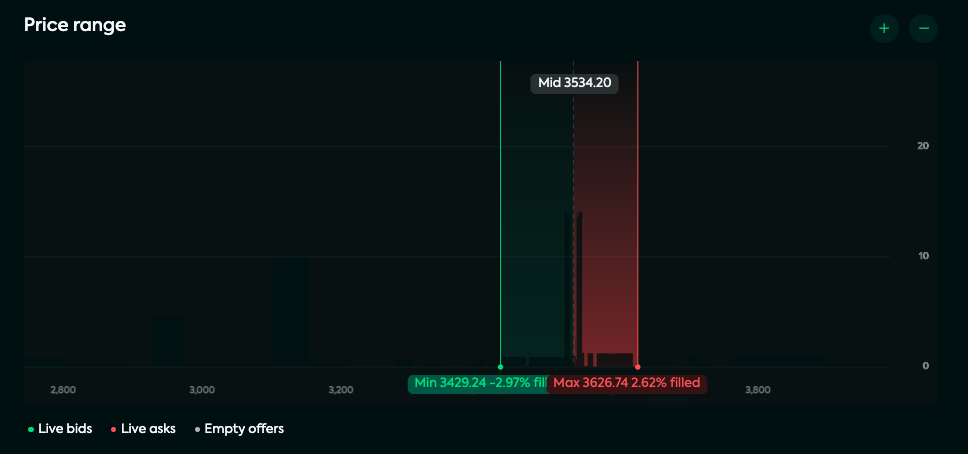 Price range
+ −
Mid 3534.20
20
10
0
2,800 3,000 3,200 3,800
Min 3429.24 -2.97% fill Max 3626.74 2.62% filled
Live bids Live asks Empty offers